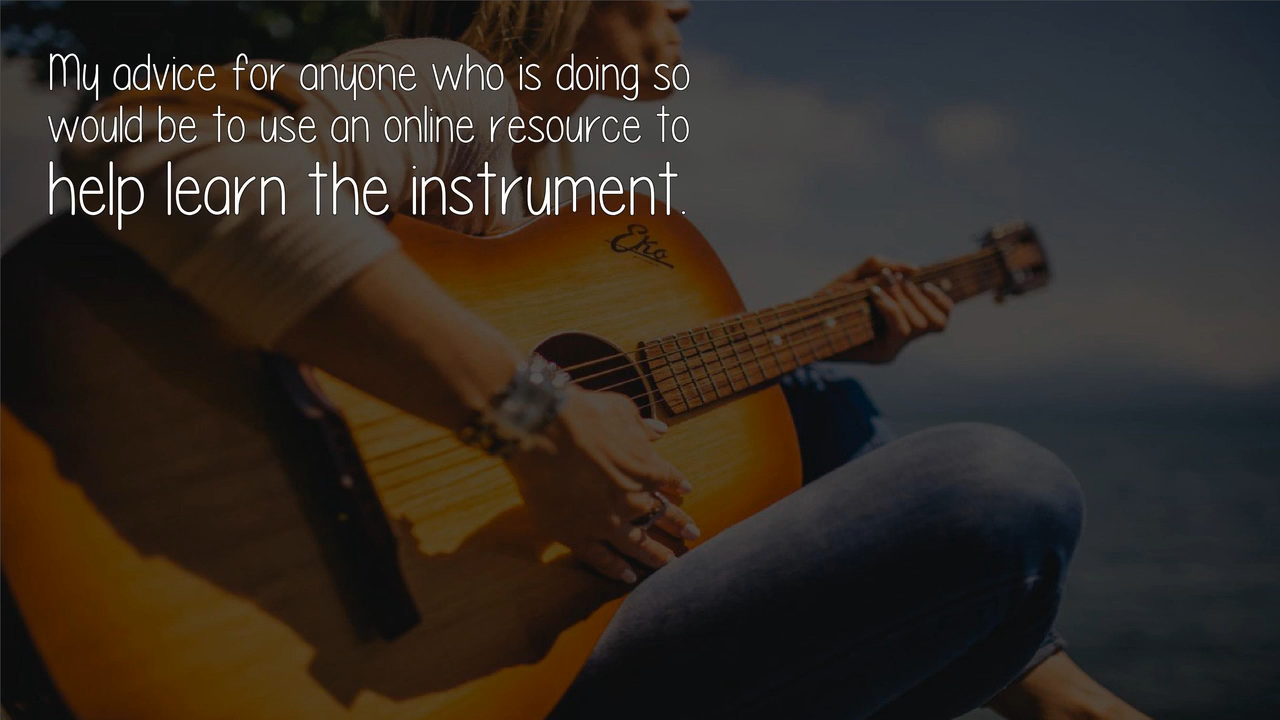 My advice for anyone who is doing so
would be to use an online resource to
help learn the instrument.
Eko